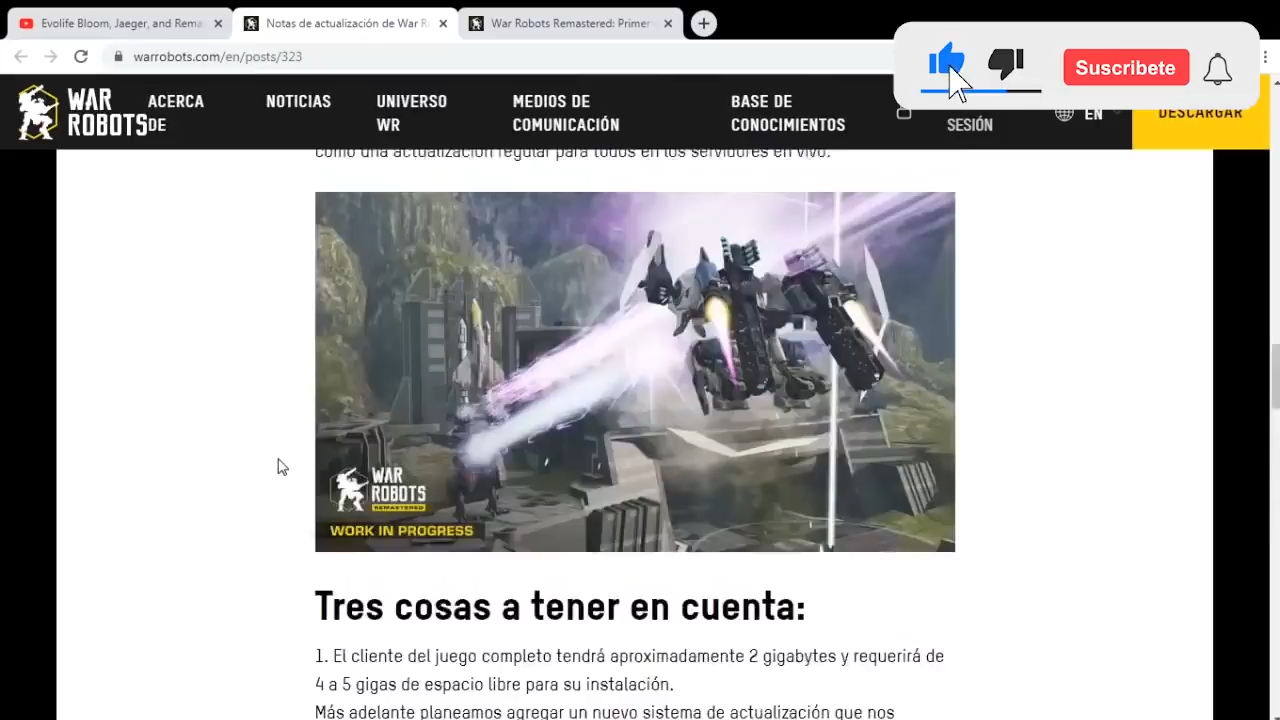 Evolife Bloom, Jaeger, and Rema
Notas de actualización de War R
War Robots Remastered: Primer
warrobots.com/en/posts/323
Suscribete
WAR
ROBOTS
ACERCA
DE
NOTICIAS
UNIVERSO
WR
MEDIOS DE
COMUNICACIÓN
BASE DE
CONOCIMIENTOS
SESIÓN
EN
DESCARGAR
como una actualización regular para todos en los servidores en vivo.
WAR
ROBOTS
REMASTERED
WORK IN PROGRESS
Tres cosas a tener en cuenta:
1. El cliente del juego completo tendrá aproximadamente 2 gigabytes y requerirá de
4 a 5 gigas de espacio libre para su instalación.
Más adelante planeamos agregar un nuevo sistema de actualización que nos